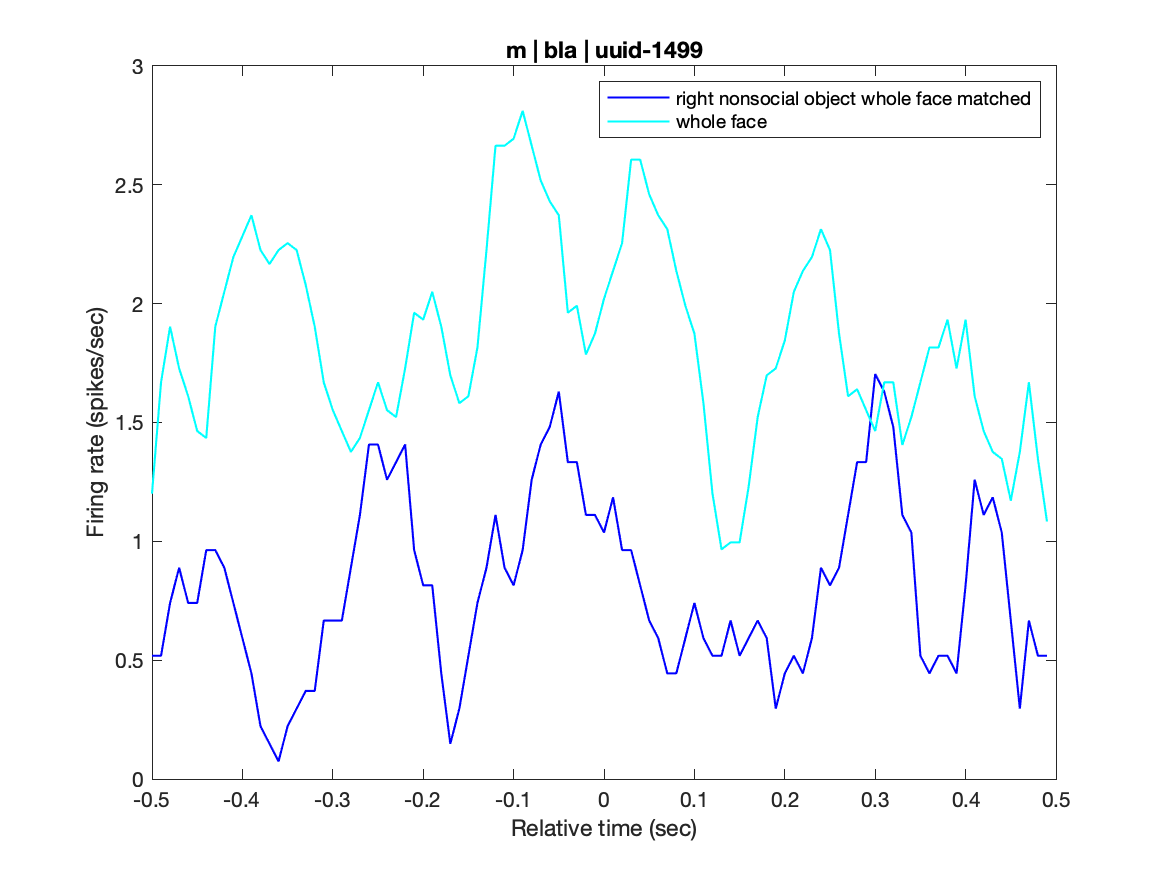 m | bla | uuid-1499
right nonsocial object whole face matched
whole face
3
2.5
2
1.5
1
0.5
0
Firing rate (spikes/sec)
-0.5 -0.4 -0.3 -0.2 -0.1 0 0.1 0.2 0.3 0.4 0.5
Relative time (sec)